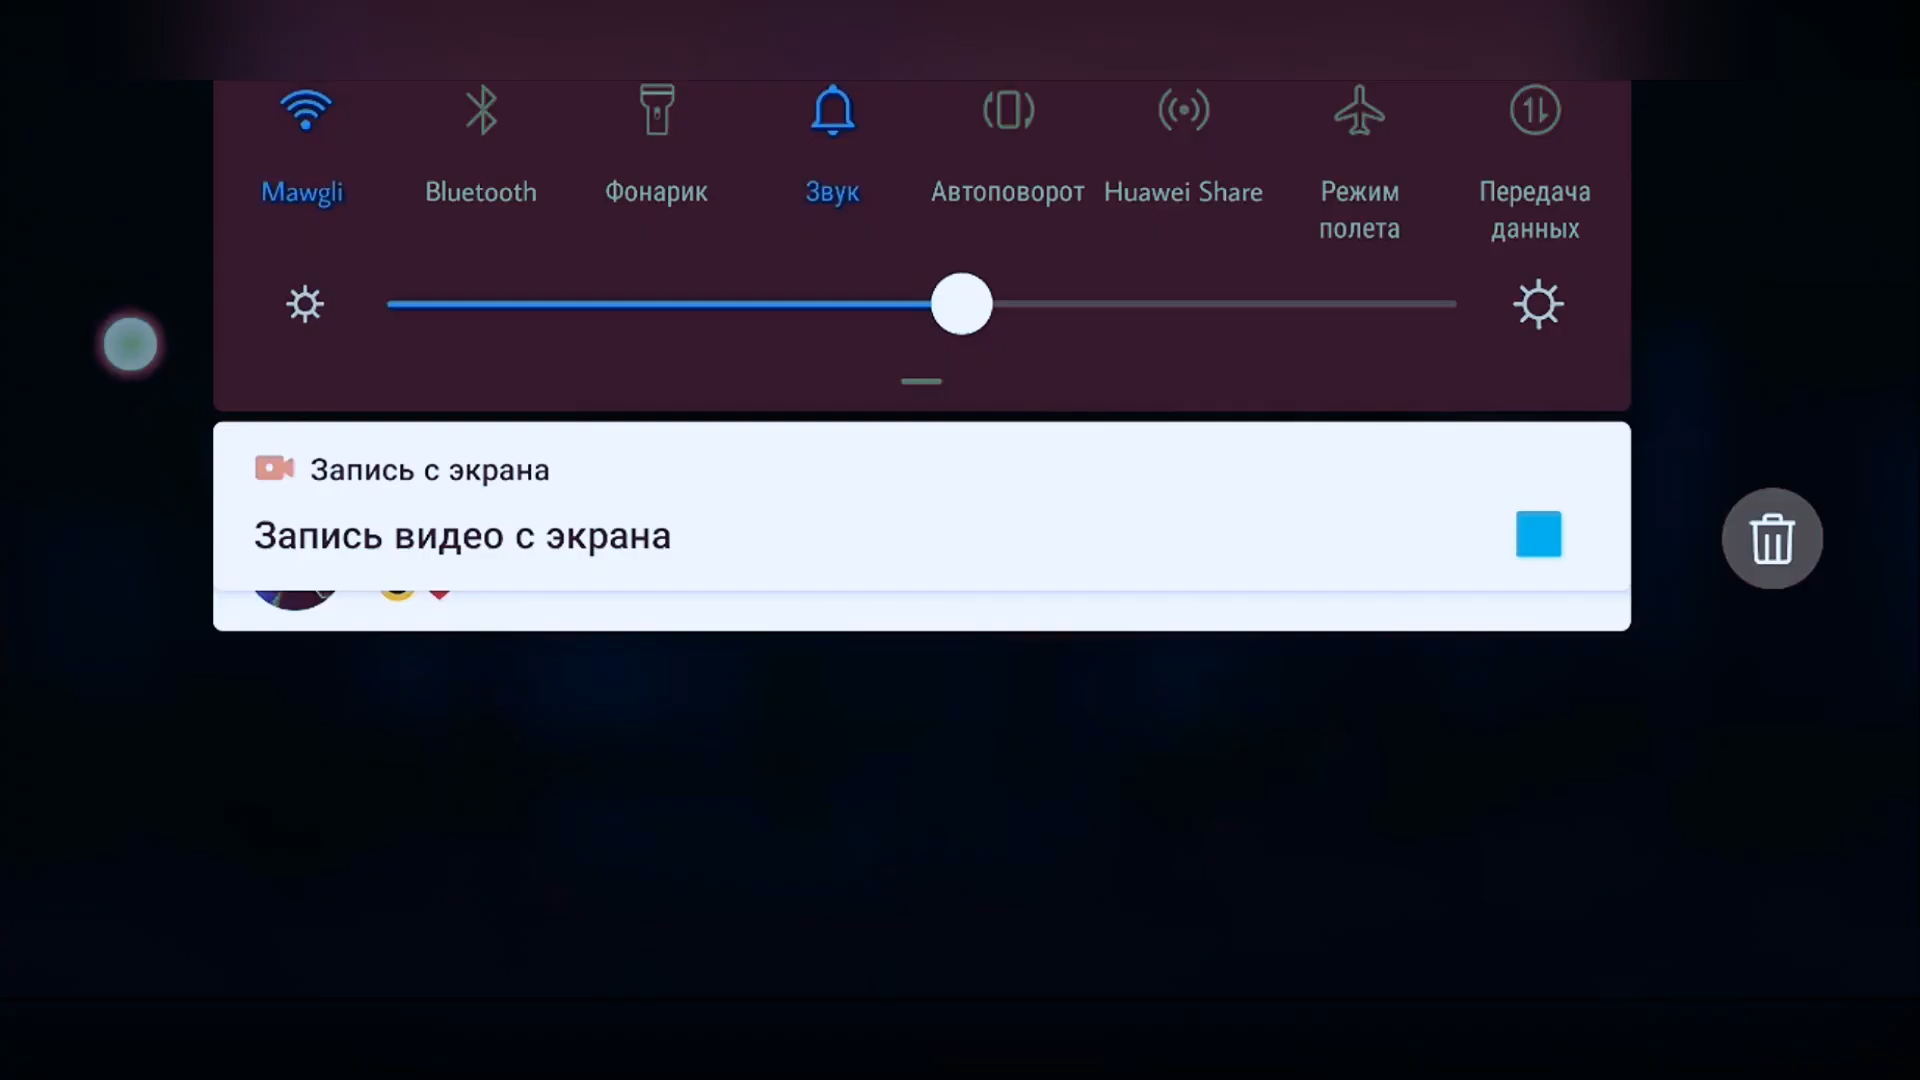 Mawgli
Bluetooth
Фонарик
Звук
Автоповорот
Huawei Share
Режим
полета
Передача
данных
Запись с экрана
Запись видео с экрана